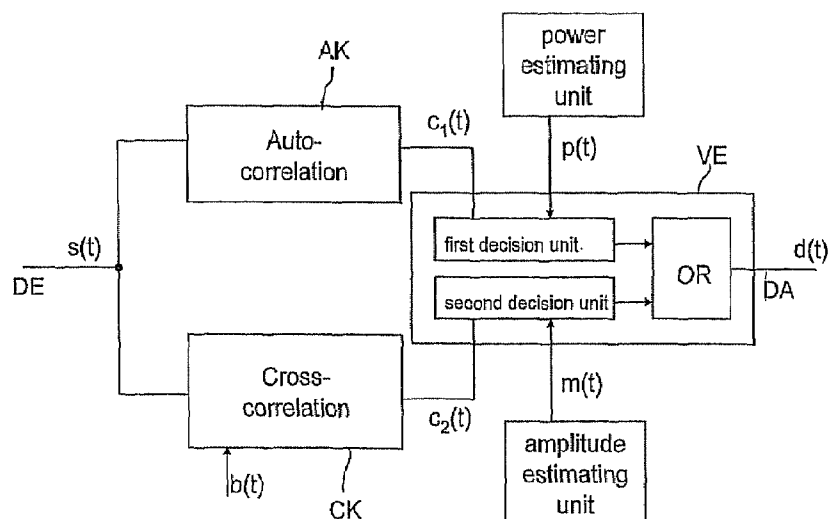 AK
power
estimating
unit
Auto-
correlation
c₁(t)
p(t)
VE
s(t)
DE
first decision unit.
second decision unit
OR
d(t)
DA
Cross-
correlation
c₂(t)
m(t)
b(t)
CK
amplitude
estimating
unit